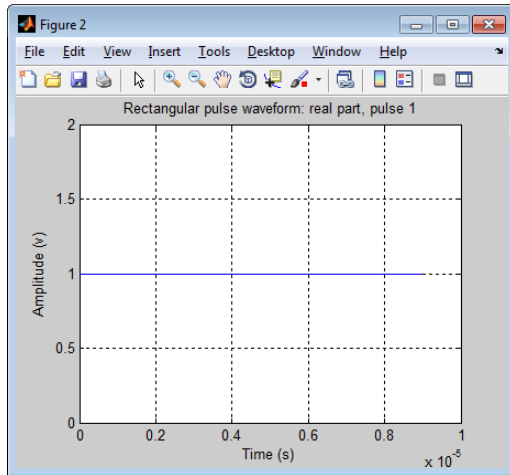 Figure 2
File Edit View Insert Tools Desktop Window Help
Rectangular pulse waveform: real part, pulse 1
2
1.5
1
0.5
0
Amplitude (v)
0 0.2 0.4 0.6 0.8 1
Time (s)
x 10^-5